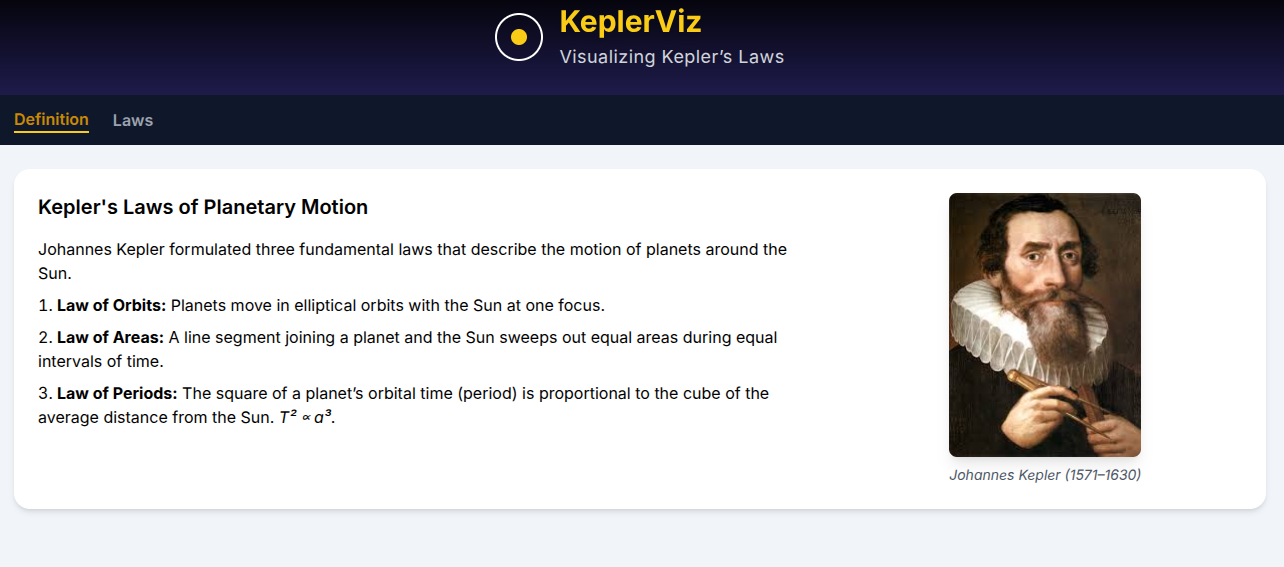 KeplerViz
Visualizing Kepler’s Laws
Definition Laws
Kepler's Laws of Planetary Motion
Johannes Kepler formulated three fundamental laws that describe the motion of planets around the
Sun.
1. Law of Orbits: Planets move in elliptical orbits with the Sun at one focus.
2. Law of Areas: A line segment joining a planet and the Sun sweeps out equal areas during equal
intervals of time.
3. Law of Periods: The square of a planet’s orbital time (period) is proportional to the cube of the
average distance from the Sun. T² ∝ a³.
Johannes Kepler (1571–1630)